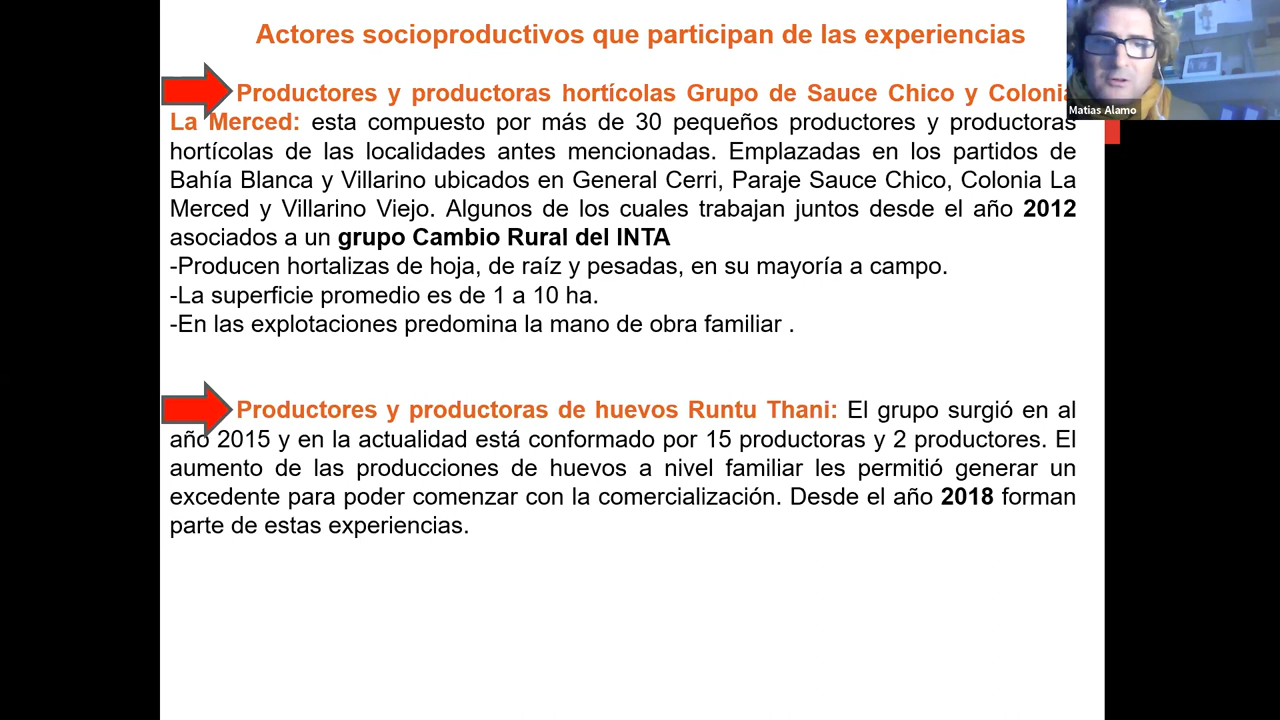 Actores socioproductivos que participan de las experiencias
Productores y productoras hortícolas Grupo de Sauce Chico y Colonia
La Merced: esta compuesto por más de 30 pequeños productores y productoras
hortícolas de las localidades antes mencionadas. Emplazadas en los partidos de
Bahía Blanca y Villarino ubicados en General Cerri, Paraje Sauce Chico, Colonia La
Merced y Villarino Viejo. Algunos de los cuales trabajan juntos desde el año 2012
asociados a un grupo Cambio Rural del INTA
-Producen hortalizas de hoja, de raíz y pesadas, en su mayoría a campo.
-La superficie promedio es de 1 a 10 ha.
-En las explotaciones predomina la mano de obra familiar .
Productores y productoras de huevos Runtu Thani: El grupo surgió en al
año 2015 y en la actualidad está conformado por 15 productoras y 2 productores. El
aumento de las producciones de huevos a nivel familiar les permitió generar un
excedente para poder comenzar con la comercialización. Desde el año 2018 forman
parte de estas experiencias.
Matias Alamo